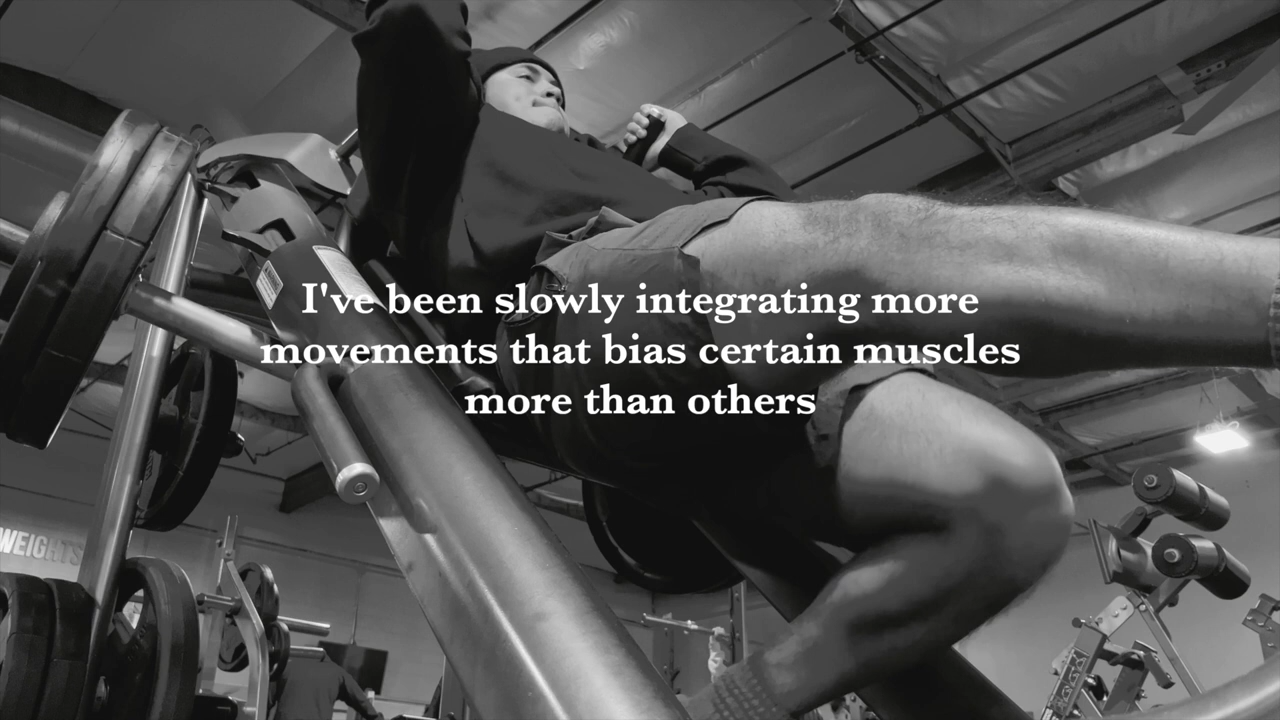 I've been slowly integrating more
movements that bias certain muscles
more than others
WEIGHTS